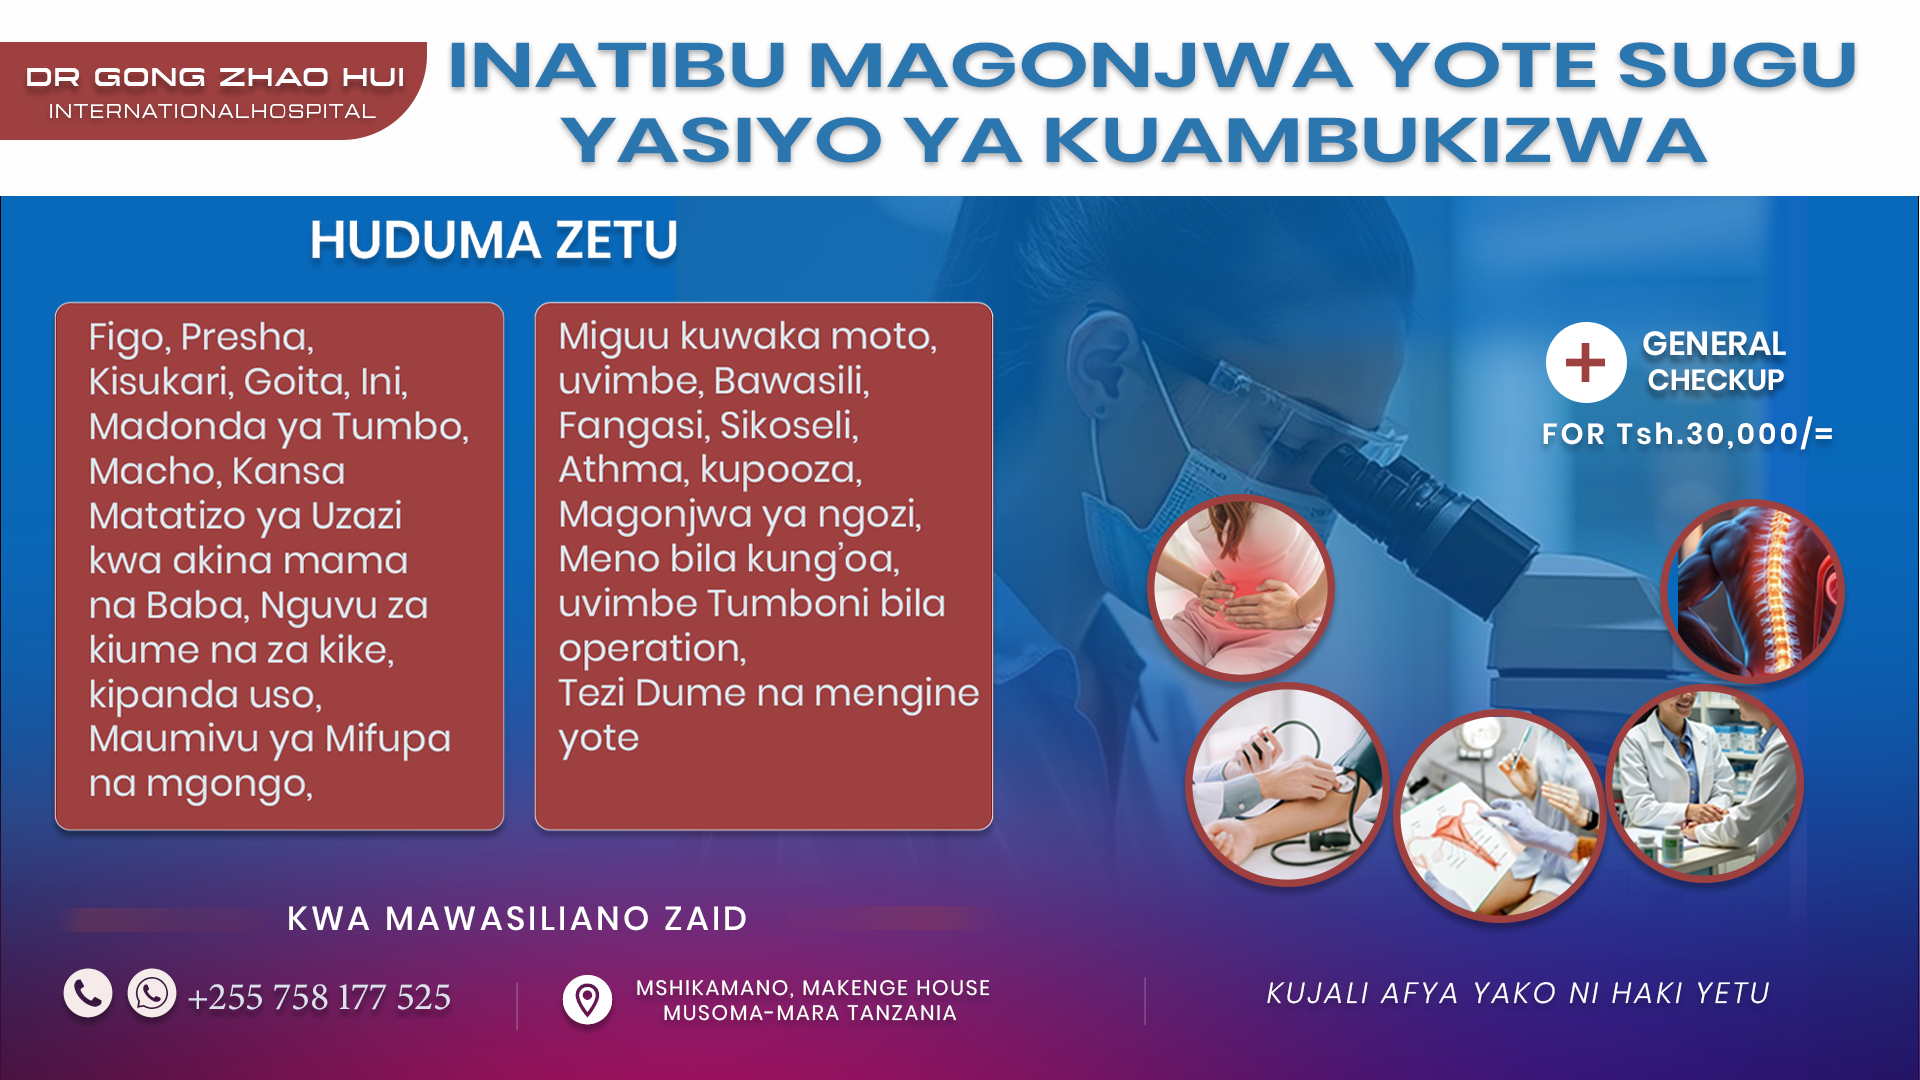 DR GONG ZHAO HUI
INTERNATIONALHOSPITAL
INATIBU MAGONJWA YOTE SUGU
YASIYO YA KUAMBUKIZWA
HUDUMA ZETU
Figo, Presha,
Kisukari, Goita, Ini,
Madonda ya Tumbo,
Macho, Kansa
Matatizo ya Uzazi
kwa akina mama
na Baba, Nguvu za
kiume na za kike,
kipanda uso,
Maumivu ya Mifupa
na mgongo,
Miguu kuwaka moto,
uvimbe, Bawasili,
Fangasi, Sikoseli,
Athma, kupooza,
Magonjwa ya ngozi,
Meno bila kung'oa,
uvimbe Tumboni bila
operation,
Tezi Dume na mengine
yote
GENERAL
CHECKUP
FOR Tsh.30,000/=
KWA MAWASILIANO ZAID
+255 758 177 525
MSHIKAMANO, MAKENGE HOUSE
MUSOMA-MARA TANZANIA
KUJALI AFYA YAKO NI HAKI YETU